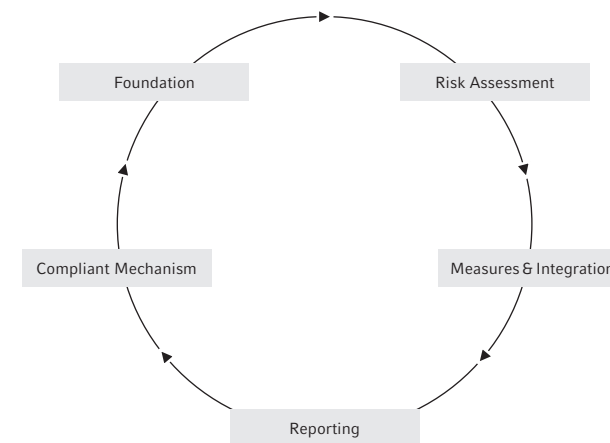 Foundation
Risk Assessment
Compliant Mechanism
Measures & Integration
Reporting